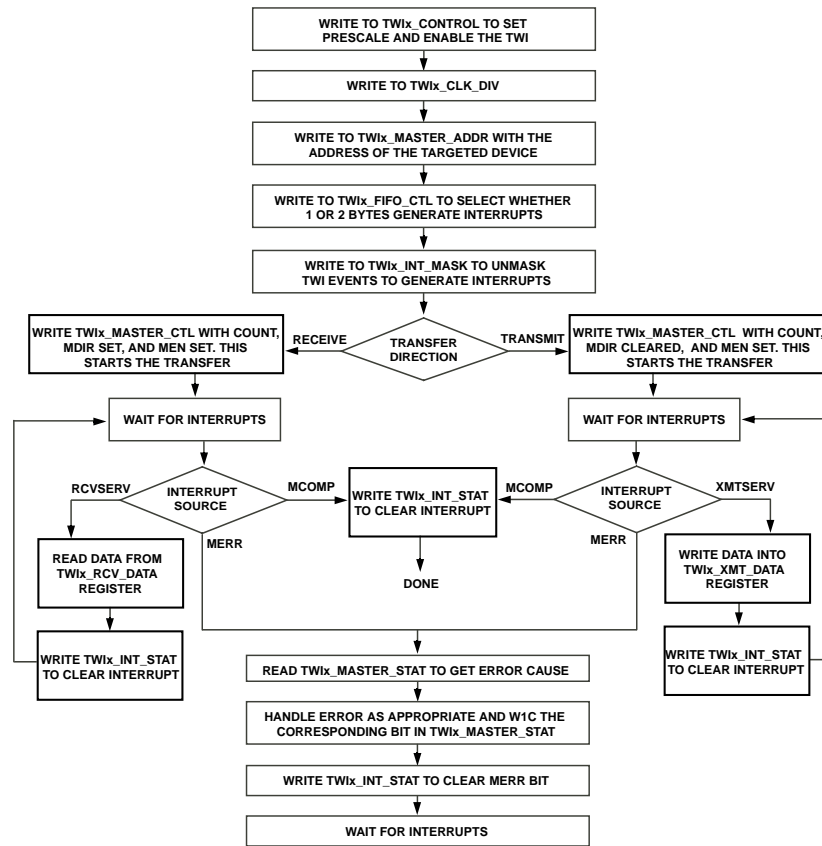 WRITE TO TWIx_CONTROL TO SET
PRESCALE AND ENABLE THE TWI
WRITE TO TWIx_CLK_DIV
WRITE TO TWIx_MASTER_ADDR WITH THE
ADDRESS OF THE TARGETED DEVICE
WRITE TO TWIx_FIFO_CTL TO SELECT WHETHER
1 OR 2 BYTES GENERATE INTERRUPTS
WRITE TO TWIx_INT_MASK TO UNMASK
TWI EVENTS TO GENERATE INTERRUPTS
WRITE TWIx_MASTER_CTL WITH COUNT,
MDIR SET, AND MEN SET. THIS
STARTS THE TRANSFER
RECEIVE
TRANSFER
DIRECTION
TRANSMIT
WRITE TWIx_MASTER_CTL WITH COUNT,
MDIR CLEARED, AND MEN SET. THIS
STARTS THE TRANSFER
WAIT FOR INTERRUPTS
WAIT FOR INTERRUPTS
RCVSERV
INTERRUPT
SOURCE
MCOMP
MERR
WRITE TWIx_INT_STAT
TO CLEAR INTERRUPT
DONE
MCOMP
INTERRUPT
SOURCE
XMTSERV
MERR
READ DATA FROM
TWIx_RCV_DATA
REGISTER
WRITE DATA INTO
TWIx_XMT_DATA
REGISTER
WRITE TWIx_INT_STAT
TO CLEAR INTERRUPT
WRITE TWIx_INT_STAT
TO CLEAR INTERRUPT
READ TWIx_MASTER_STAT TO GET ERROR CAUSE
HANDLE ERROR AS APPROPRIATE AND W1C THE
CORRESPONDING BIT IN TWIx_MASTER_STAT
WRITE TWIx_INT_STAT TO CLEAR MERR BIT
WAIT FOR INTERRUPTS